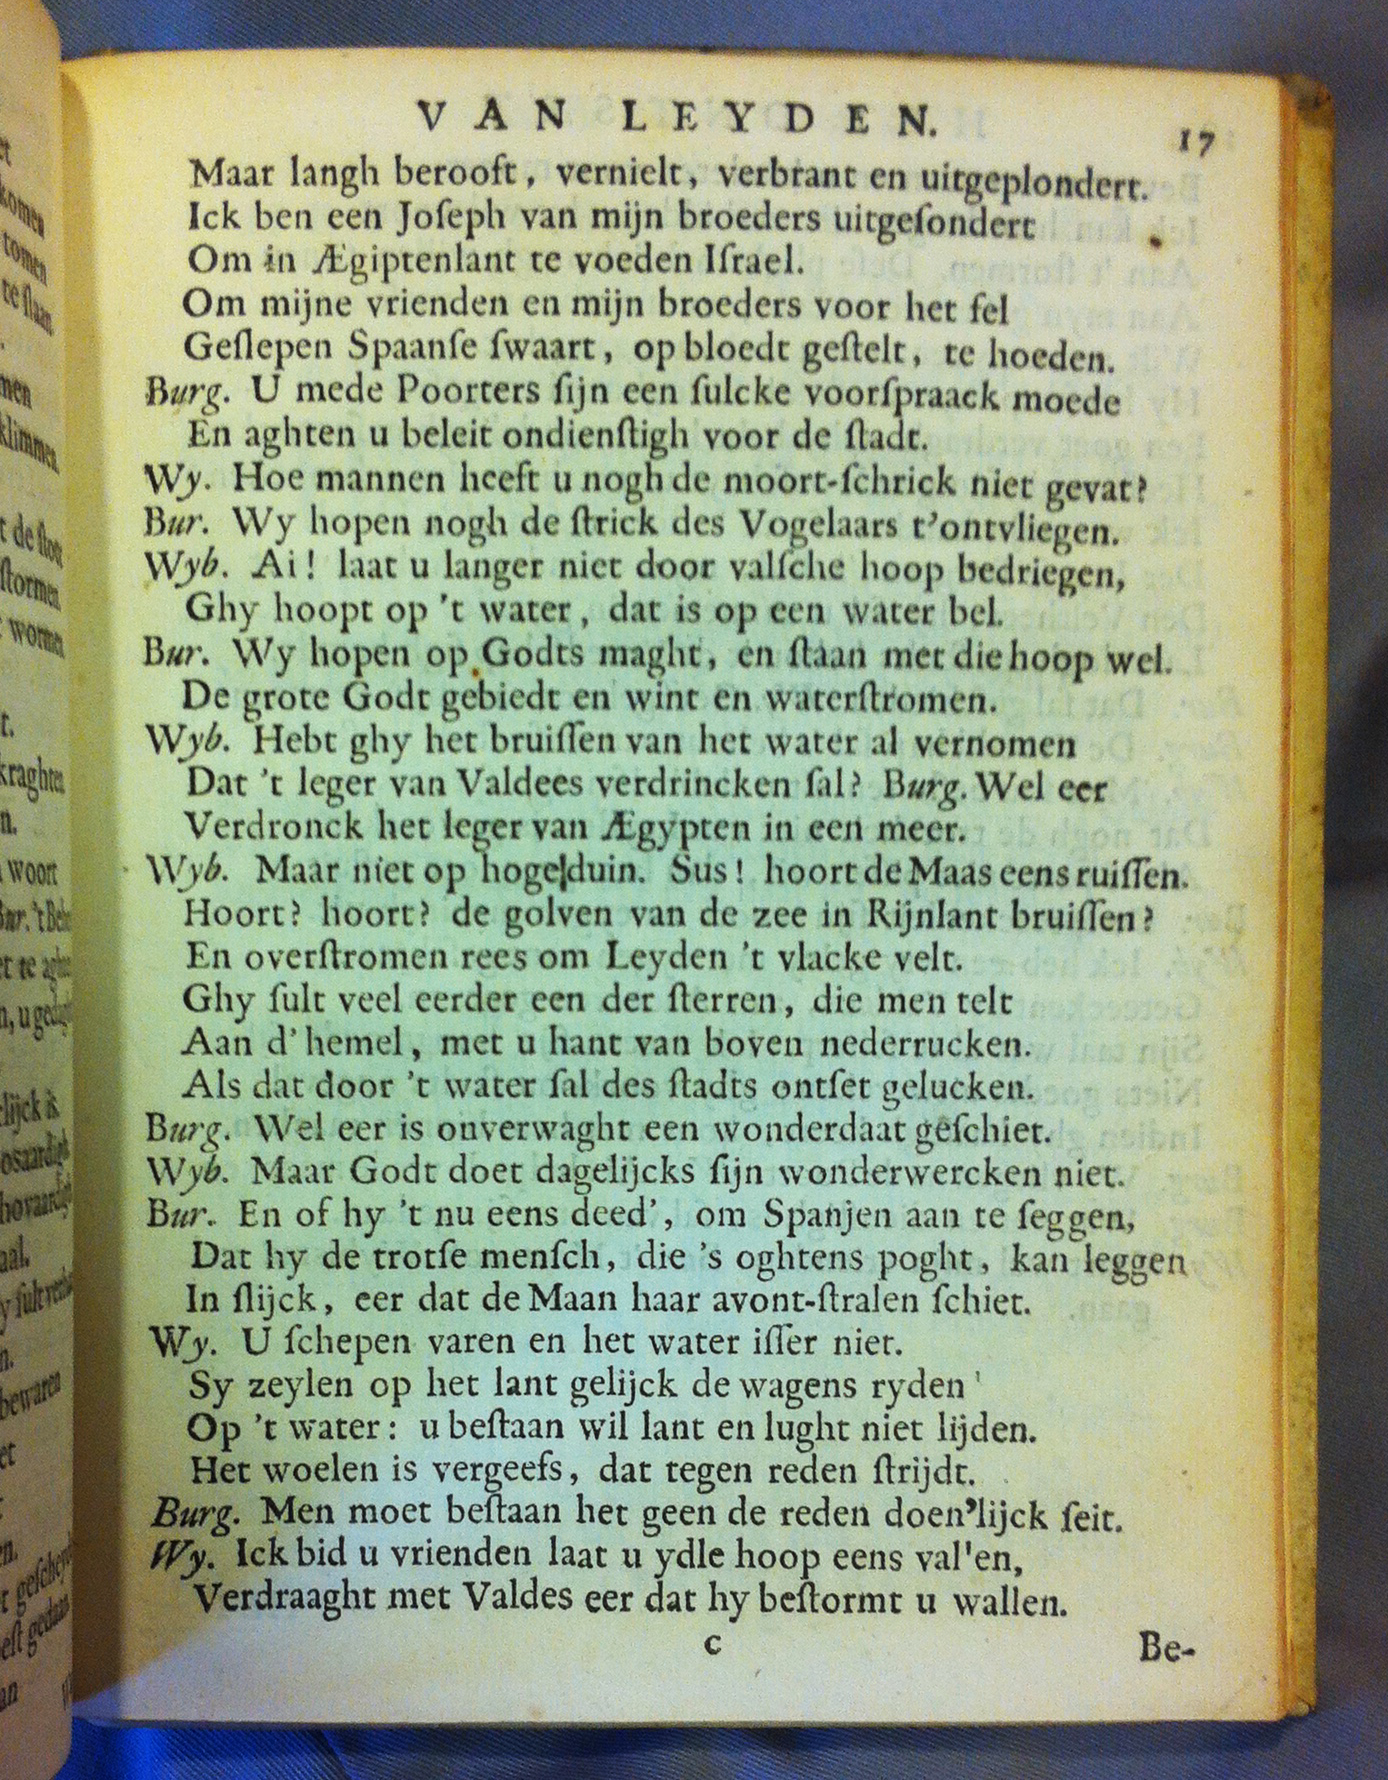 VAN LEYDEN.
17
Maar langh berooft, vernielt, verbrant en uitgeplondert.
Ick ben een Joſeph van mijn broeders uitgeſondert
Om in Ægiptenlant te voeden Iſrael.
Om mijne vrienden en mijn broeders voor het fel
Geſlepen Spaanſe ſwaart, op bloedt geſtelt, te hoeden.
Burg. U mede Poorters ſijn een ſulcke voorſpraack moede
En aghten u beleit ondienſtigh voor de ſtadt.
Wy. Hoe mannen heeft u nogh de moort-ſchrick niet gevat?
Bur. Wy hopen nogh de ſtrick des Vogelaars t'ontvliegen.
Wyb. Ai! laat u langer niet door valſche hoop bedriegen,
Ghy hoopt op 't water, dat is op een water bel.
Bur. Wy hopen op Godts maght, en ſtaan met die hoop wel.
De grote Godt gebiedt en wint en waterſtromen.
Wyb. Hebt ghy het bruiſſen van het water al vernomen
Dat 't leger van Valdees verdrincken ſal? Burg. Wel eer
Verdronck het leger van Ægypten in een meer.
Wyb. Maar niet op hoge duin. Sus! hoort de Maas eens ruiſſen.
Hoort? hoort? de golven van de zee in Rijnlant bruiſſen?
En overſtromen rees om Leyden 't vlacke velt.
Ghy ſult veel eerder een der ſterren, die men telt
Aan d'hemel, met u hant van boven nederrucken.
Als dat door 't water ſal des ſtadts ontſet gelucken.
Burg. Wel eer is onverwaght een wonderdaat geſchiet.
Wyb. Maar Godt doet dagelijcks ſijn wonderwercken niet.
Bur. En of hy 't nu eens deed', om Spanjen aan te ſeggen,
Dat hy de trotſe menſch, die 's oghtens poght, kan leggen
In ſlijck, eer dat de Maan haar avont-ſtralen ſchiet.
Wy. U ſchepen varen en het water iſſer niet.
Sy zeylen op het lant gelijck de wagens ryden
Op 't water: u beſtaan wil lant en lught niet lijden.
Het woelen is vergeefs, dat tegen reden ſtrijdt.
Burg. Men moet beſtaan het geen de reden doen'lijck ſeit.
Wy. Ick bid u vrienden laat u ydle hoop eens val'en,
Verdraaght met Valdes eer dat hy beſtormt u wallen.
C
Be-